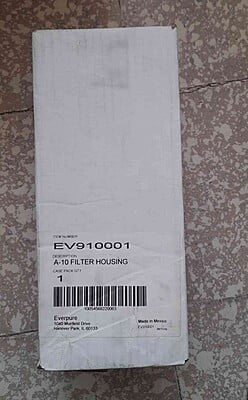 ITEM NUMBER
EV910001
DESCRIPTION
A-10 FILTER HOUSING
CASE PACK QTY
1
Everpure
1040 Muirfield Drive
Hanover Park, IL 60133
Made in Mexico